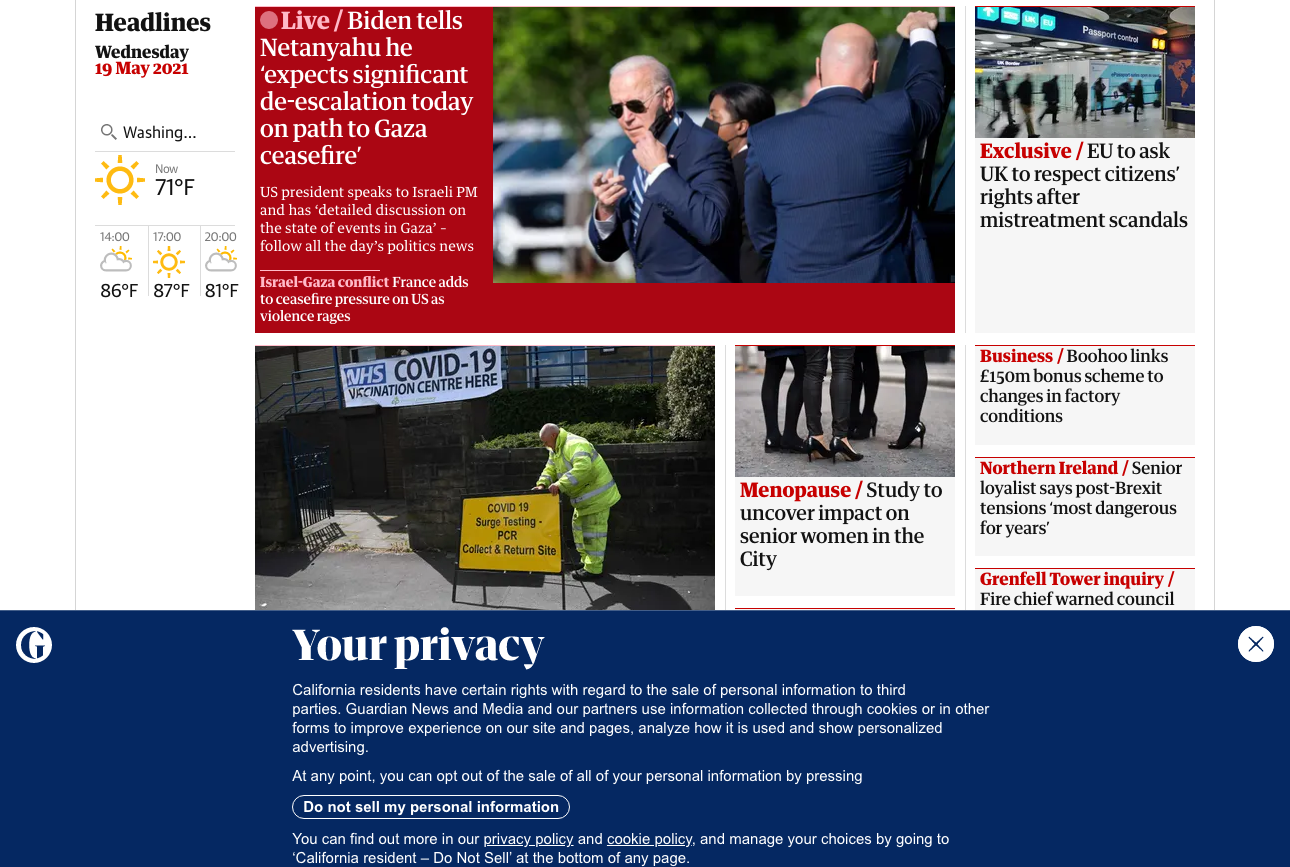 Headlines
Wednesday
19 May 2021
Washing...
Now
71°F
14:00
17:00
20:00
86°F
87°F
81°F
Live / Biden tells
Netanyahu he
‘expects significant
de-escalation today
on path to Gaza
ceasefire’
US president speaks to Israeli PM
and has ‘detailed discussion on
the state of events in Gaza’ –
follow all the day’s politics news
Israel-Gaza conflict France adds
to ceasefire pressure on US as
violence rages
UK
EU
Passport control
UK Border
Exclusive / EU to ask
UK to respect citizens’
rights after
mistreatment scandals
NHS COVID-19
VACCINATION CENTRE HERE
COVID 19
Surge Testing -
PCR
Collect & Return Site
Menopause / Study to
uncover impact on
senior women in the
City
Business / Boohoo links
£150m bonus scheme to
changes in factory
conditions
Northern Ireland / Senior
loyalist says post-Brexit
tensions ‘most dangerous
for years’
Grenfell Tower inquiry /
Fire chief warned council
G
Your privacy
California residents have certain rights with regard to the sale of personal information to third
parties. Guardian News and Media and our partners use information collected through cookies or in other
forms to improve experience on our site and pages, analyze how it is used and show personalized
advertising.
At any point, you can opt out of the sale of all of your personal information by pressing
Do not sell my personal information
You can find out more in our privacy policy and cookie policy, and manage your choices by going to
‘California resident – Do Not Sell’ at the bottom of any page.